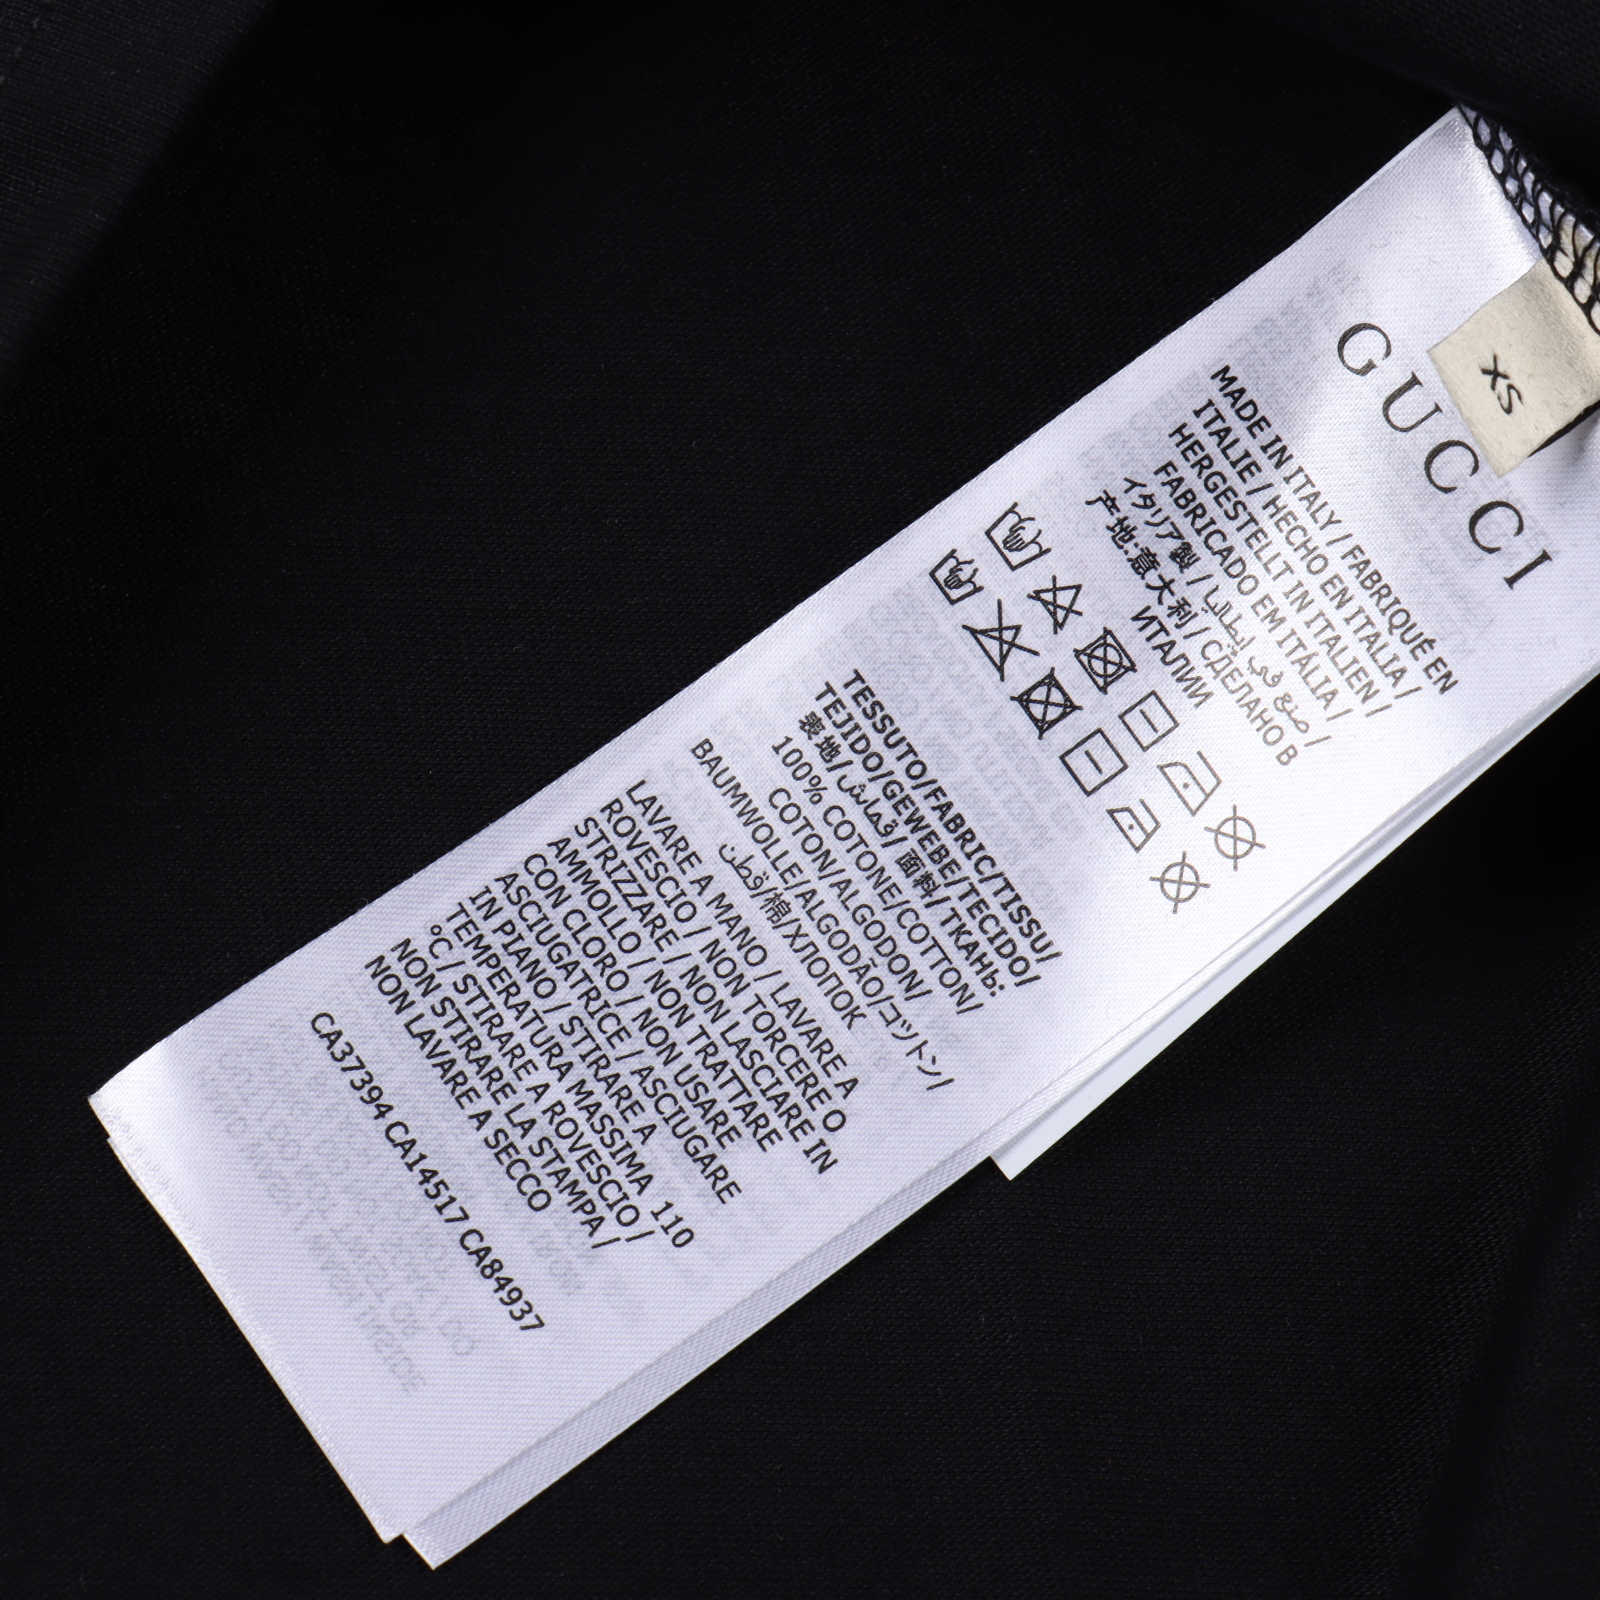 XS
GUCCI
MADE IN ITALY / FABRIQUÉ EN
ITALIE / HECHO EN ITALIA /
HERGESTELLT IN ITALIEN /
FABRICADO EM ITÁLIA /
イタリア製 / صنع في إيطاليا /
产地:意大利 / СДЕЛАНО В
ИТАЛИИ
TESSUTO/FABRIC/TISSU/
TEJIDO/GEWEBE/TECIDO/
表地/قماش/面料/ТКАНЬ:
100% COTONE/COTTON/
COTON/ALGODON/
BAUMWOLLE/ALGODÃO/コットン/
قطن/棉/ХЛОПОК
LAVARE A MANO / LAVARE A
ROVESCIO / NON TORCERE O
STRIZZARE / NON LASCIARE IN
AMMOLLO / NON TRATTARE
CON CLORO / NON USARE
ASCIUGATRICE / ASCIUGARE
IN PIANO / STIRARE A
TEMPERATURA MASSIMA 110
°C / STIRARE A ROVESCIO /
NON STIRARE LA STAMPA /
NON LAVARE A SECCO
CA37394 CA14517 CA84937